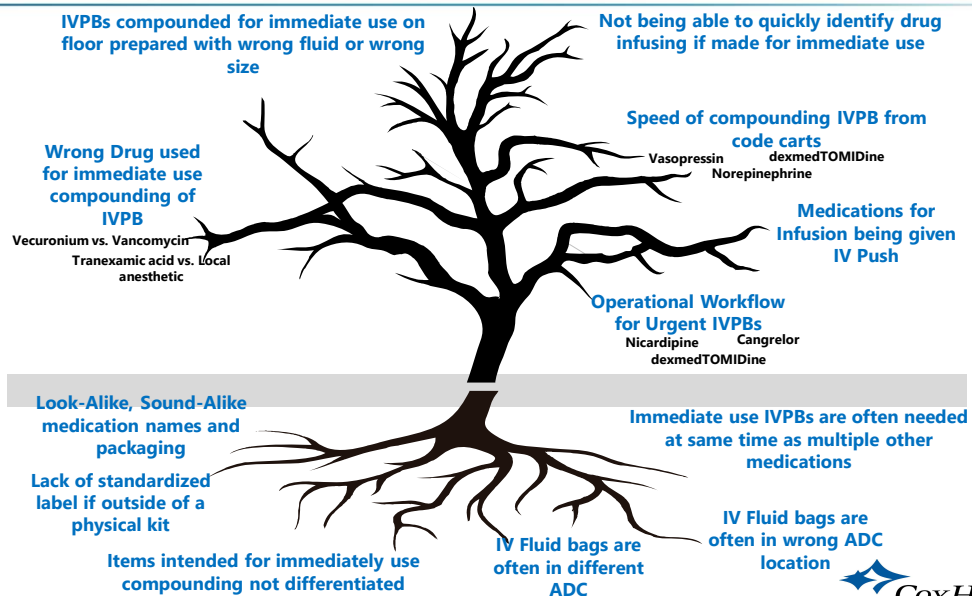 IVPBs compounded for immediate use on
floor prepared with wrong fluid or wrong
size
Not being able to quickly identify drug
infusing if made for immediate use
Wrong Drug used
for immediate use
compounding of
IVPB
Vecuronium vs. Vancomycin
Tranexamic acid vs. Local
anesthetic
Speed of compounding IVPB from
code carts
Vasopressin
dexmedTOMIDine
Norepinephrine
Medications for
Infusion being given
IV Push
Operational Workflow
for Urgent IVPBs
Nicardipine
Cangrelor
dexmedTOMIDine
Look-Alike, Sound-Alike
medication names and
packaging
Lack of standardized
label if outside of a
physical kit
Items intended for immediately use
compounding not differentiated
IV Fluid bags are
often in different
ADC
Immediate use IVPBs are often needed
at same time as multiple other
medications
IV Fluid bags are
often in wrong ADC
location